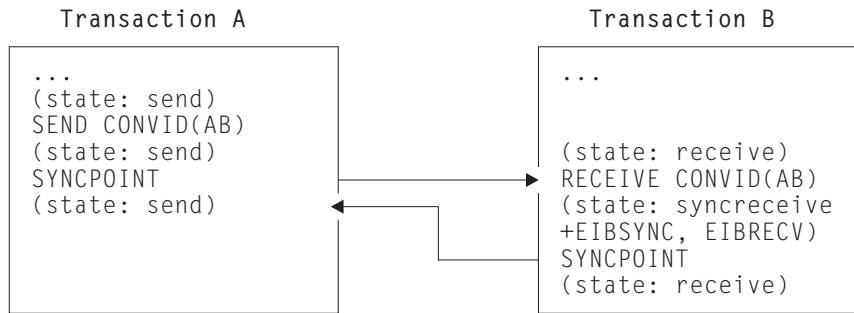 Transaction A
...
(state: send)
SEND CONVID(AB)
(state: send)
SYNCPOINT
(state: send)
Transaction B
...
(state: receive)
RECEIVE CONVID(AB)
(state: syncreceive
+EIBSYNC, EIBRECV)
SYNCPOINT
(state: receive)